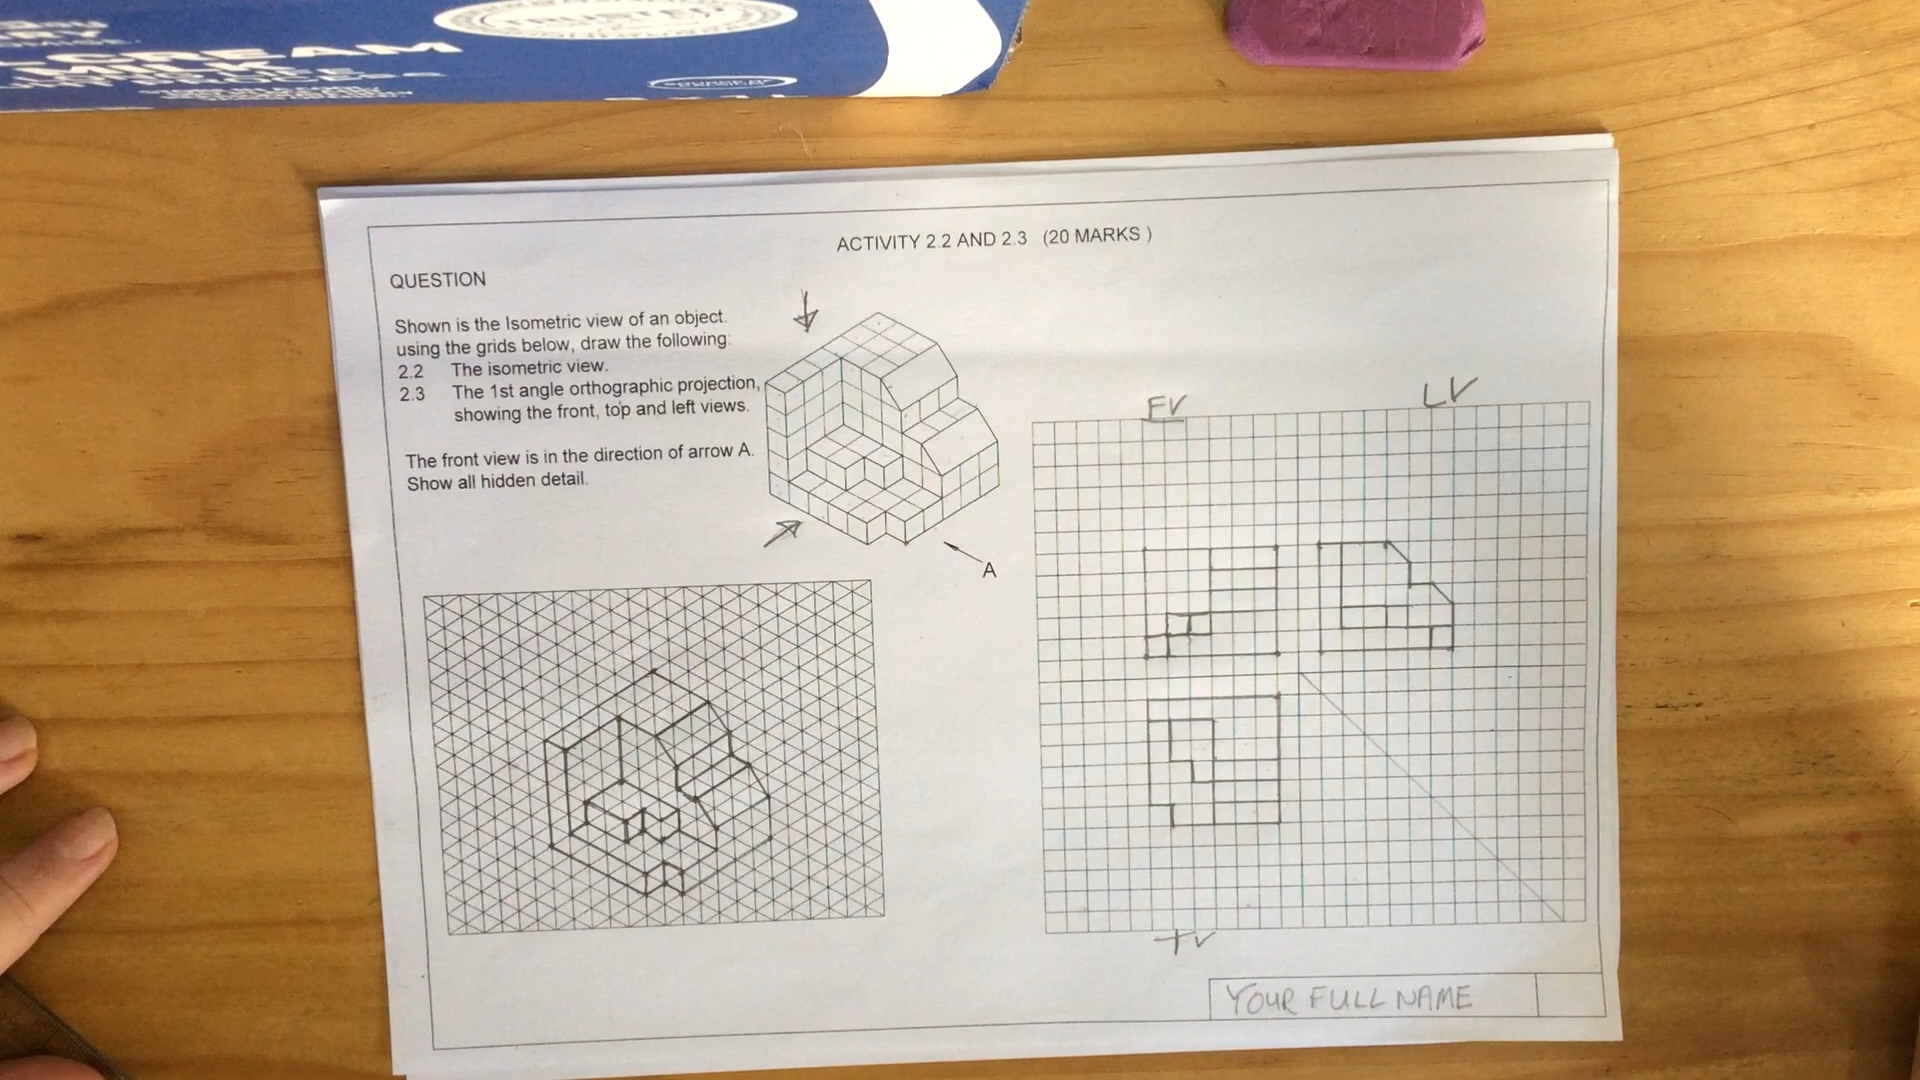 TRUSTED
CREAM
MILK
ACTIVITY 2.2 AND 2.3 (20 MARKS )
QUESTION
Shown is the Isometric view of an object.
using the grids below, draw the following:
2.2 The isometric view.
2.3 The 1st angle orthographic projection,
showing the front, top and left views.
The front view is in the direction of arrow A.
Show all hidden detail.
A
FV
LV
TV
YOUR FULL NAME